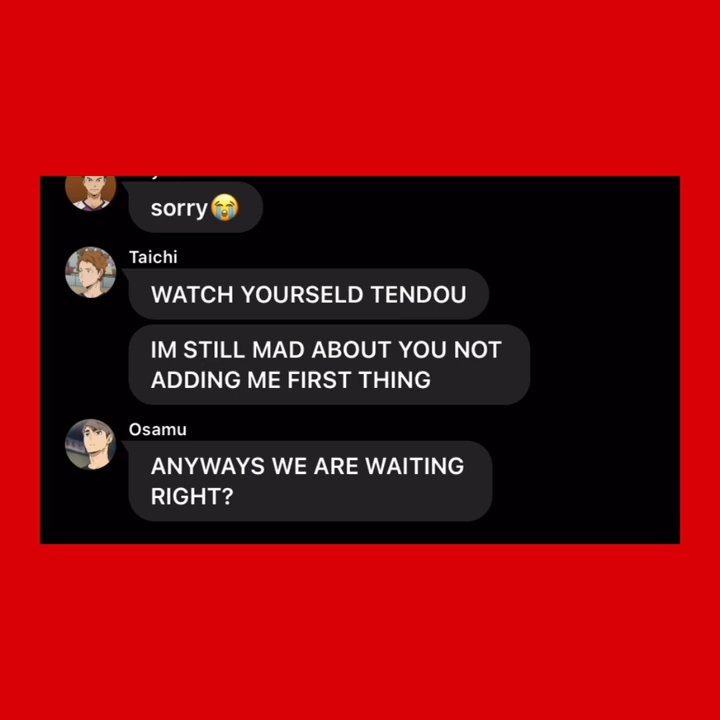 sorry😭
Taichi
WATCH YOURSELD TENDOU
IM STILL MAD ABOUT YOU NOT
ADDING ME FIRST THING
Osamu
ANYWAYS WE ARE WAITING
RIGHT?